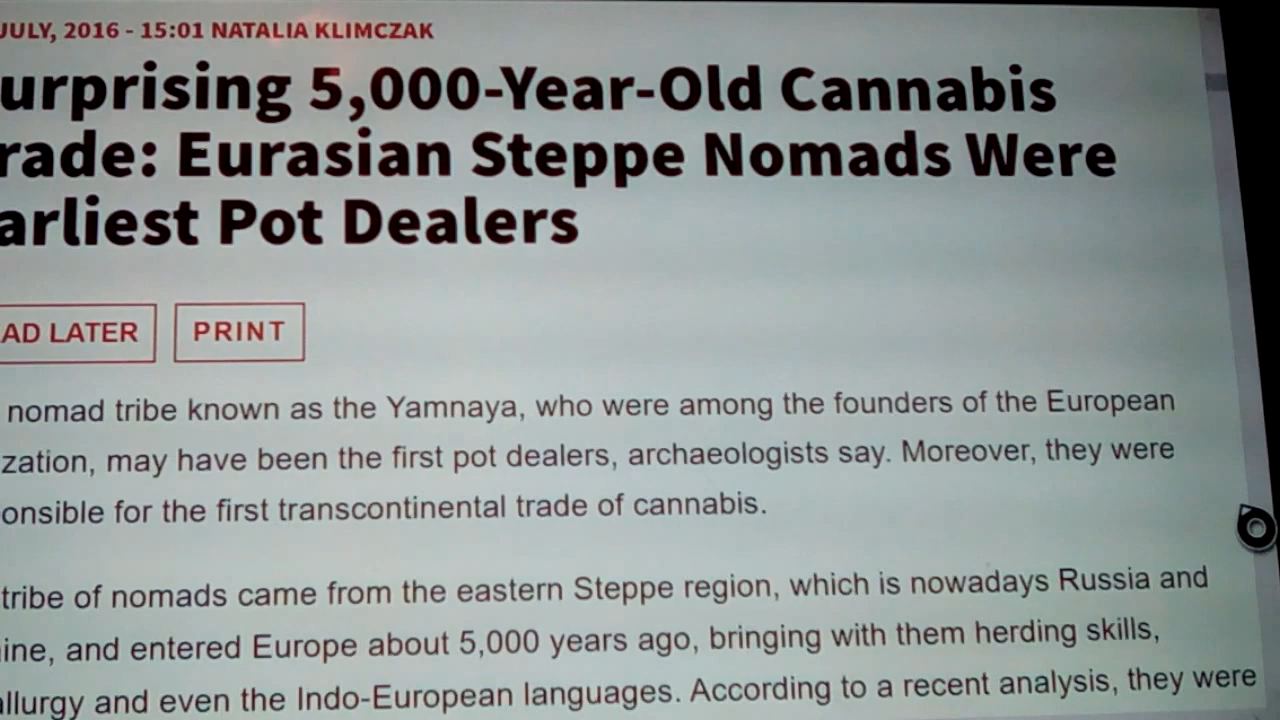 JULY, 2016 - 15:01 NATALIA KLIMCZAK
urprising 5,000-Year-Old Cannabis
rade: Eurasian Steppe Nomads Were
arliest Pot Dealers
AD LATER PRINT
nomad tribe known as the Yamnaya, who were among the founders of the European
zation, may have been the first pot dealers, archaeologists say. Moreover, they were
onsible for the first transcontinental trade of cannabis.
tribe of nomads came from the eastern Steppe region, which is nowadays Russia and
ine, and entered Europe about 5,000 years ago, bringing with them herding skills,
allurgy and even the Indo-European languages. According to a recent analysis, they were